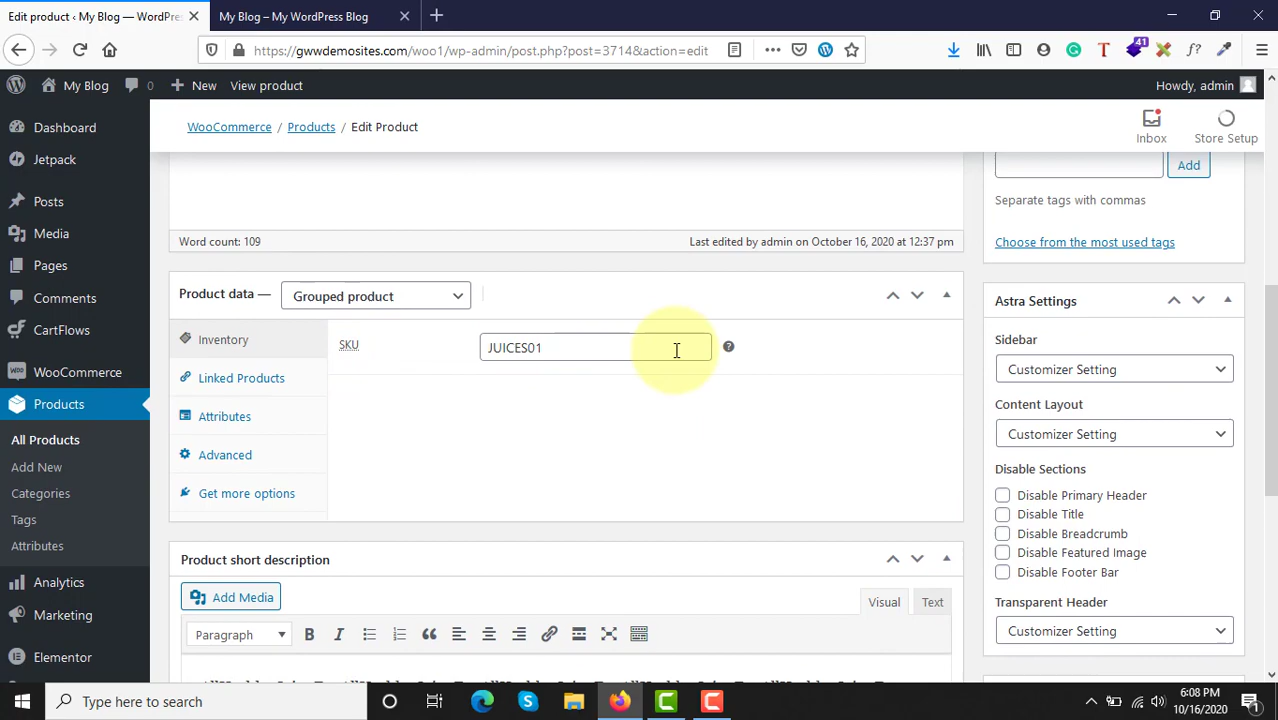 Edit product ‹ My Blog — WordPres
My Blog – My WordPress Blog
https://gwwdemosites.com/woo1/wp-admin/post.php?post=3714&action=edit
41
My Blog
0
New
View product
Howdy, admin
Dashboard
Jetpack
Posts
Media
Pages
Comments
CartFlows
WooCommerce
Products
All Products
Add New
Categories
Tags
Attributes
Analytics
Marketing
Elementor
WooCommerce / Products / Edit Product
Inbox
Store Setup
Word count: 109
Last edited by admin on October 16, 2020 at 12:37 pm
Product data —
Grouped product
Inventory
Linked Products
Attributes
Advanced
Get more options
SKU
JUICES01
Product short description
Add Media
Visual
Text
Paragraph
Add
Separate tags with commas
Choose from the most used tags
Astra Settings
Sidebar
Customizer Setting
Content Layout
Customizer Setting
Disable Sections
Disable Primary Header
Disable Title
Disable Breadcrumb
Disable Featured Image
Disable Footer Bar
Transparent Header
Customizer Setting
Type here to search
6:08 PM
10/16/2020